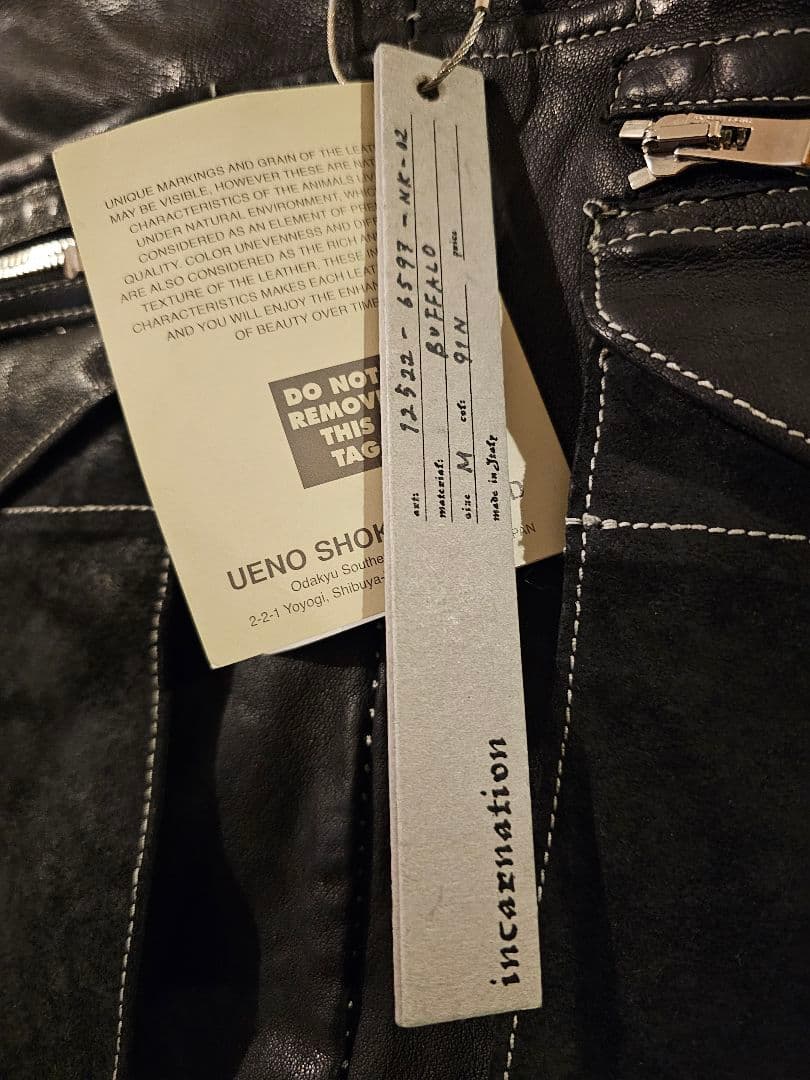 UNIQUE MARKINGS AND GRAIN OF THE LEAT
MAY BE VISIBLE, HOWEVER THESE ARE NAT
CHARACTERISTICS OF THE ANIMALS LIV
UNDER NATURAL ENVIRONMENT, WHIC
CONSIDERED AS AN ELEMENT OF PRE
QUALITY. COLOR UNEVENNESS AND DIFF
ARE ALSO CONSIDERED AS THE RICH AN
TEXTURE OF THE LEATHER. THESE IN
CHARACTERISTICS MAKES EACH LEAT
AND YOU WILL ENJOY THE ENHAN
OF BEAUTY OVER TIME
DO NOT
REMOV
THIS
TAG
UENO SHOK
Odakyu Southe
2-2-1 Yoyogi, Shibuya-
PAN
art: 12522-6593-NK-02
material: BUFFALO
size M col: 91N price
made in Italy
incarnation